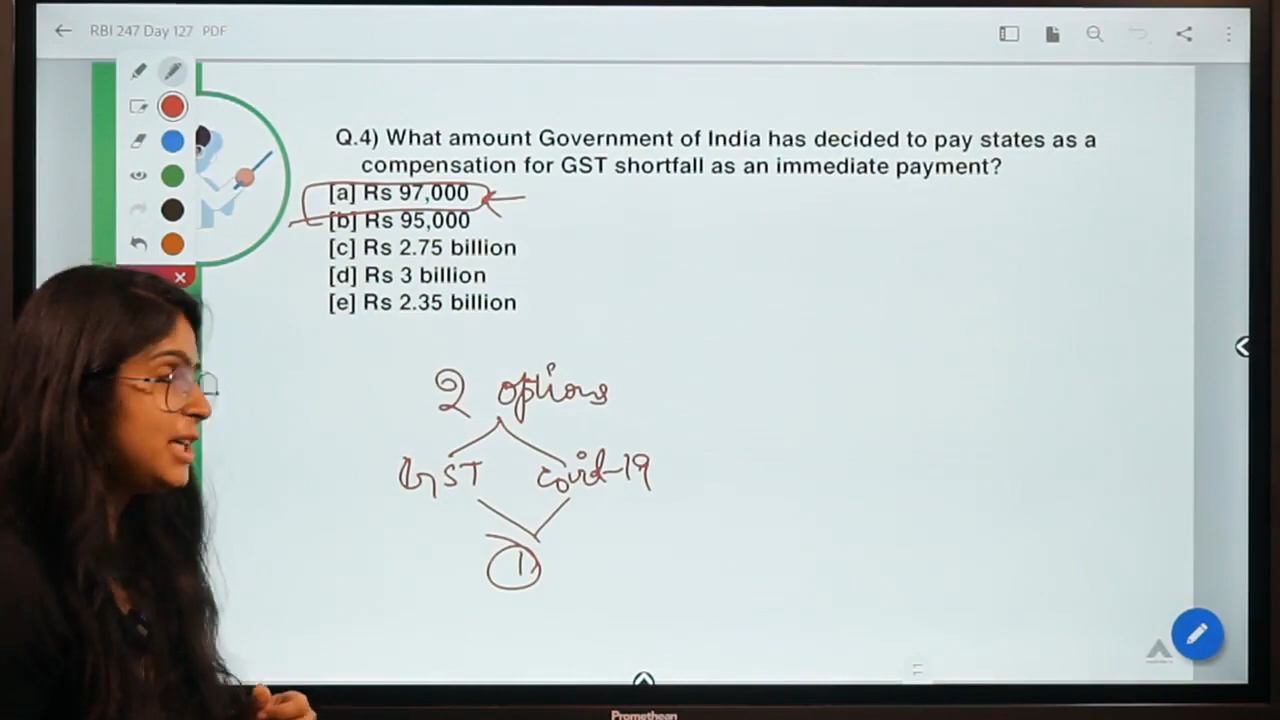 RBI 247 Day 127 PDF
Q.4) What amount Government of India has decided to pay states as a
compensation for GST shortfall as an immediate payment?
[a] Rs 97,000
[b] Rs 95,000
[c] Rs 2.75 billion
[d] Rs 3 billion
[e] Rs 2.35 billion
2 options
GST Covid-19
1
Promethean